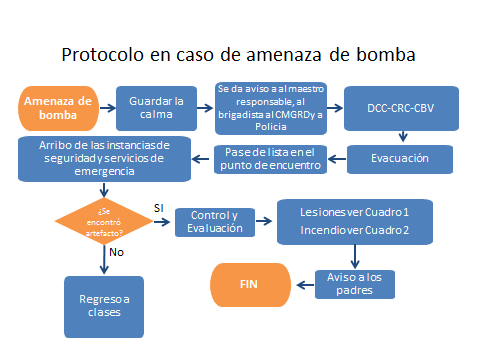 Protocolo en caso de amenaza de bomba
Amenaza de
bomba
Guardar la
calma
Se da aviso a al maestro
responsable, al
brigadista al CMGRD y a
Policia
DCC-CRC-CBV
Evacuación
Pase de lista en el
punto de encuentro
Arribo de las instancias de
seguridad y servicios de
emergencia
¿Se
encontró
artefacto?
SI
No
Control y
Evaluación
Lesiones ver Cuadro 1
Incendio ver Cuadro 2
Aviso a los
padres
FIN
Regreso a
clases